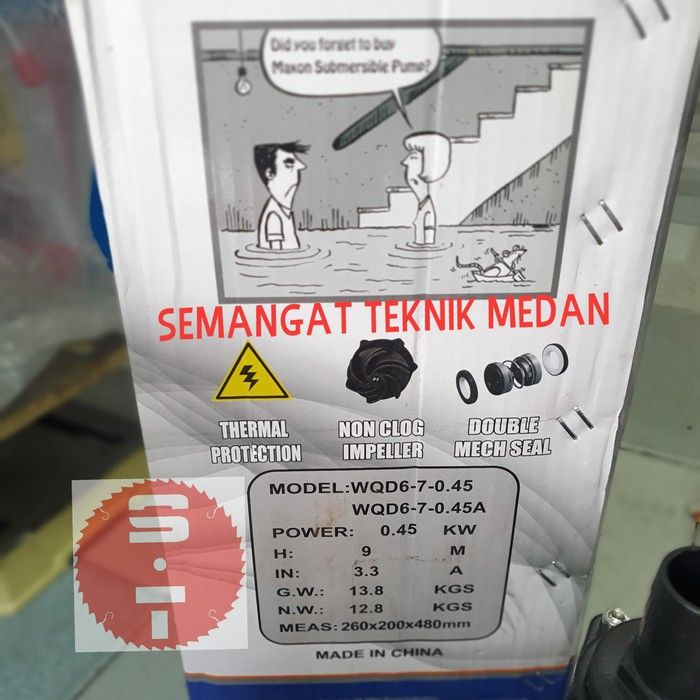 Did you forget to buy
Maxon Submersible Pump?
SEMANGAT TEKNIK MEDAN
THERMAL
PROTECTION
NON CLOG
IMPELLER
DOUBLE
MECH SEAL
MODEL:WQD6-7-0.45
WQD6-7-0.45A
POWER: 0.45 KW
H: 9 M
IN: 3.3 A
G.W.: 13.8 KGS
N.W.: 12.8 KGS
MEAS: 260x200x480mm
MADE IN CHINA
S·T